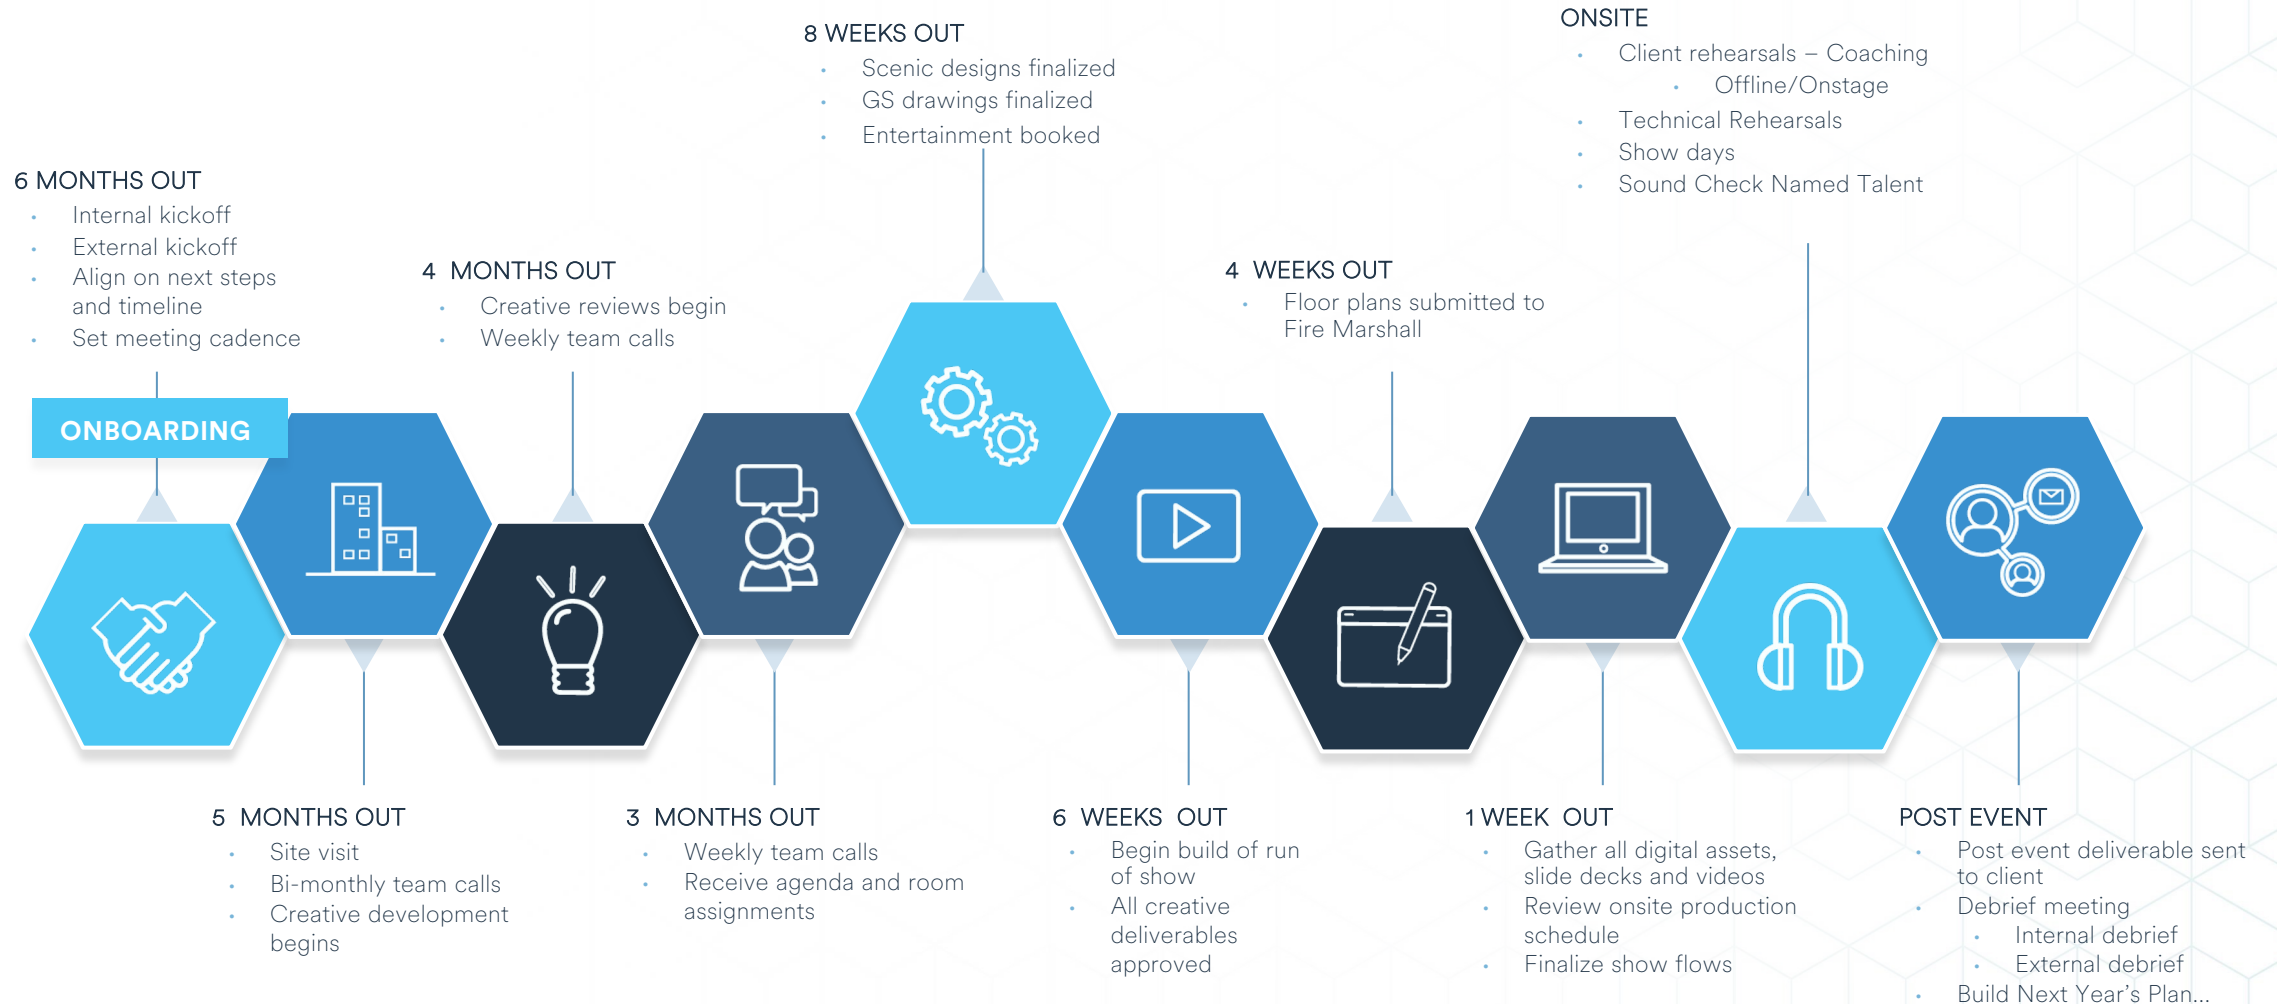 6 MONTHS OUT
• Internal kickoff
• External kickoff
• Align on next steps
and timeline
• Set meeting cadence
ONBOARDING
5 MONTHS OUT
• Site visit
• Bi-monthly team calls
• Creative development
begins
4 MONTHS OUT
• Creative reviews begin
• Weekly team calls
3 MONTHS OUT
• Weekly team calls
• Receive agenda and room
assignments
8 WEEKS OUT
• Scenic designs finalized
• GS drawings finalized
• Entertainment booked
6 WEEKS OUT
• Begin build of run
of show
• All creative
deliverables
approved
4 WEEKS OUT
• Floor plans submitted to
Fire Marshall
1 WEEK OUT
• Gather all digital assets,
slide decks and videos
• Review onsite production
schedule
• Finalize show flows
ONSITE
• Client rehearsals – Coaching
• Offline/Onstage
• Technical Rehearsals
• Show days
• Sound Check Named Talent
POST EVENT
• Post event deliverable sent
to client
• Debrief meeting
• Internal debrief
• External debrief
• Build Next Year's Plan...